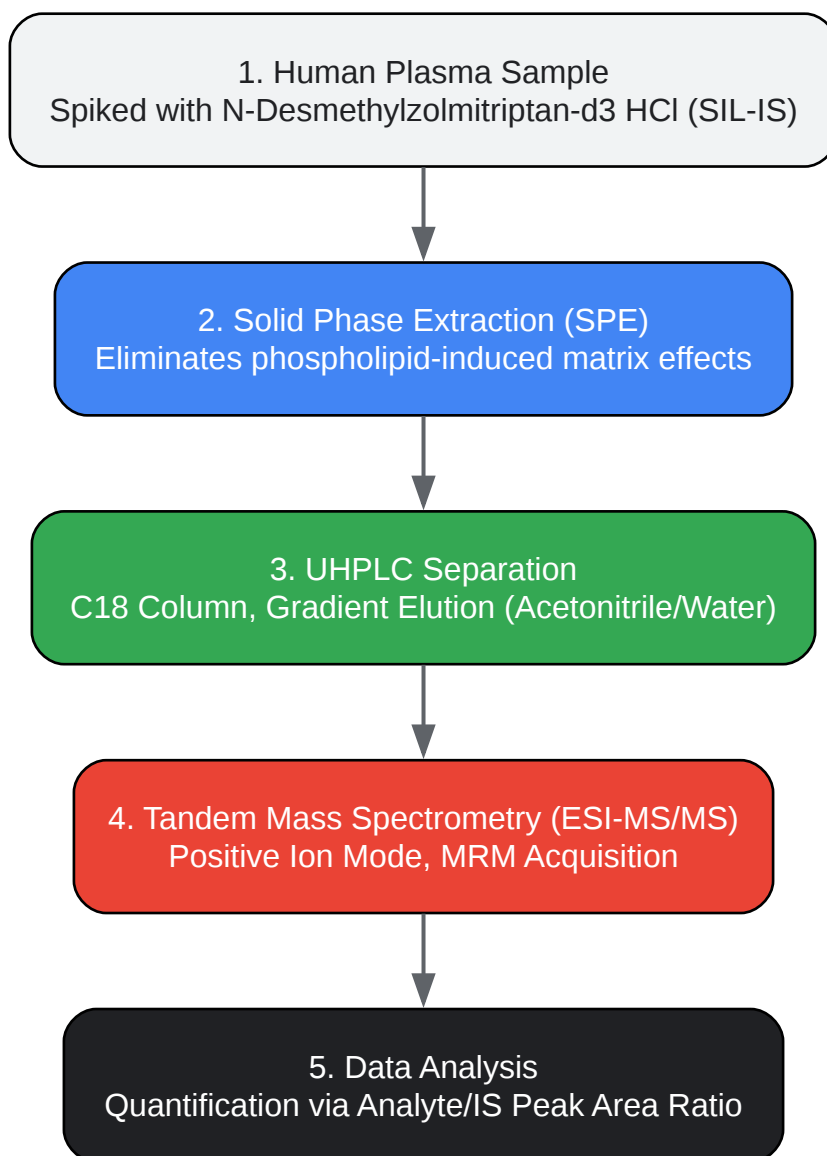 1. Human Plasma Sample
Spiked with N-Desmethylzolmitriptan-d3 HCl (SIL-IS)
2. Solid Phase Extraction (SPE)
Eliminates phospholipid-induced matrix effects
3. UHPLC Separation
C18 Column, Gradient Elution (Acetonitrile/Water)
4. Tandem Mass Spectrometry (ESI-MS/MS)
Positive Ion Mode, MRM Acquisition
5. Data Analysis
Quantification via Analyte/IS Peak Area Ratio